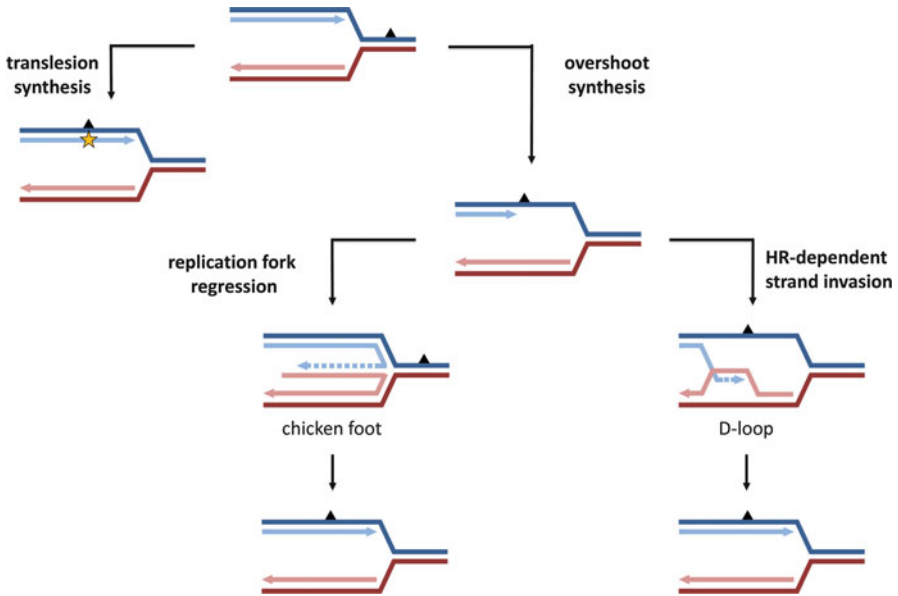 translesion
synthesis
overshoot
synthesis
replication fork
regression
HR-dependent
strand invasion
chicken foot
D-loop